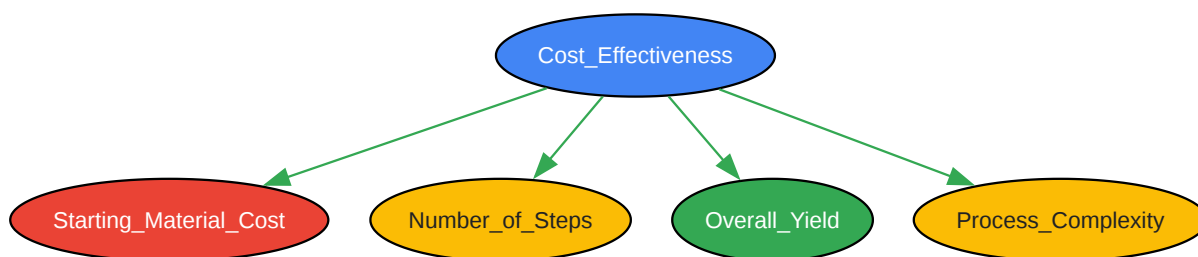 Cost_Effectiveness
Starting_Material_Cost
Number_of_Steps
Overall_Yield
Process_Complexity